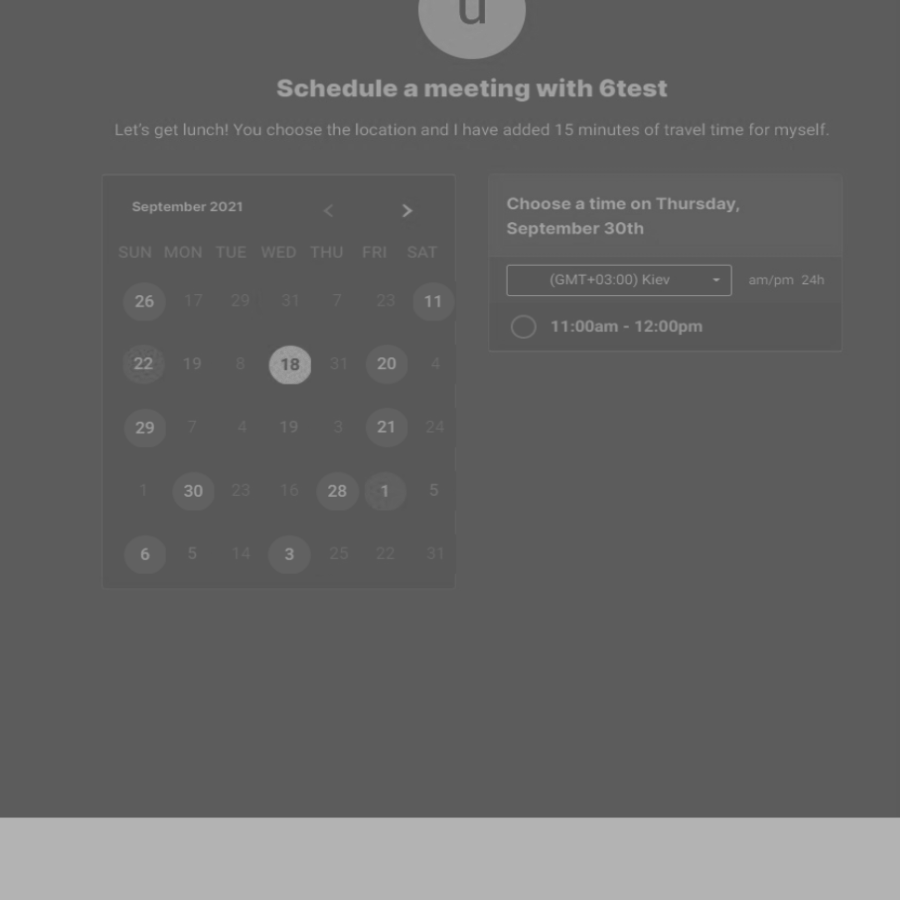 u
Schedule a meeting with 6test
Let's get lunch! You choose the location and I have added 15 minutes of travel time for myself.
September 2021 < >
SUN MON TUE WED THU FRI SAT
26 17 29 31 7 23 11
22 19 8 18 31 20 4
29 7 4 19 3 21 24
1 30 23 16 28 1 5
6 5 14 3 25 22 31
Choose a time on Thursday,
September 30th
(GMT+03:00) Kiev am/pm 24h
11:00am - 12:00pm